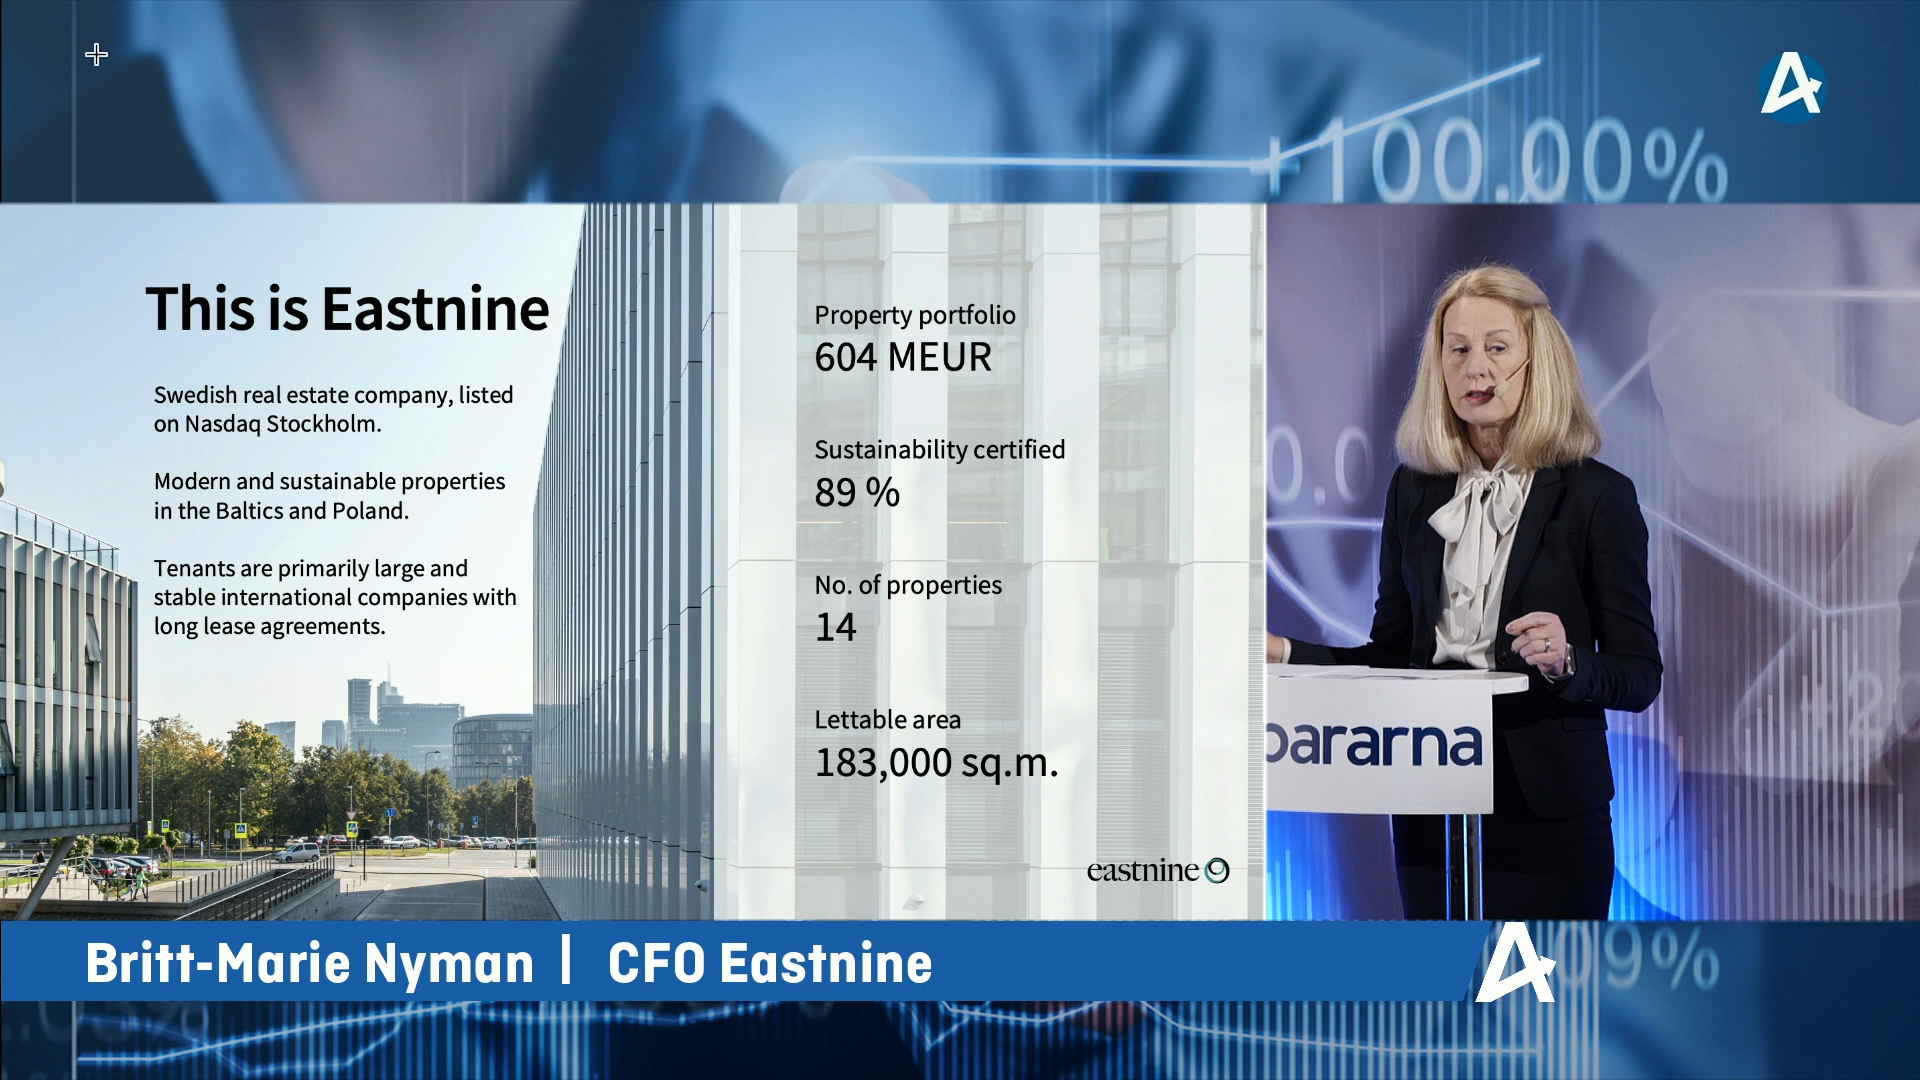 +100.00%
This is Eastnine
Swedish real estate company, listed
on Nasdaq Stockholm.
Modern and sustainable properties
in the Baltics and Poland.
Tenants are primarily large and
stable international companies with
long lease agreements.
Property portfolio
604 MEUR
Sustainability certified
89 %
No. of properties
14
Lettable area
183,000 sq.m.
eastnine
0.0
pararna
Britt-Marie Nyman | CFO Eastnine
09%